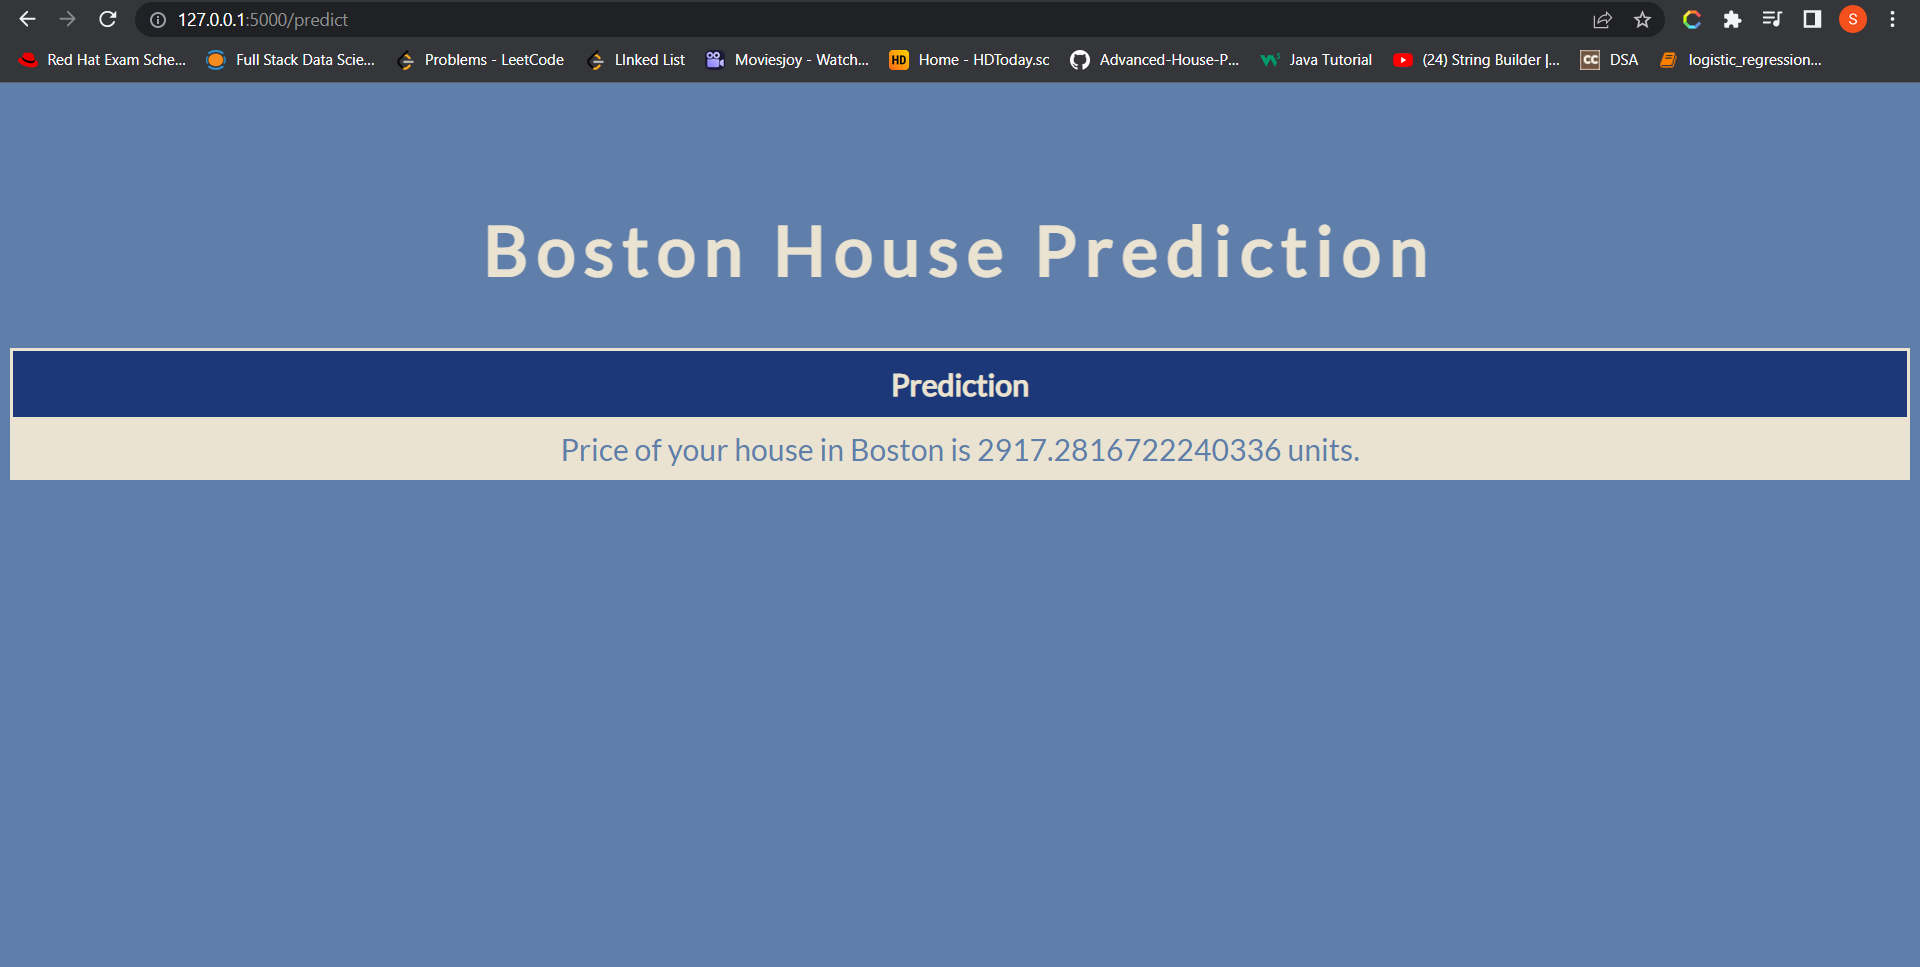 127.0.0.1:5000/predict
S
Red Hat Exam Sche... Full Stack Data Scie... Problems - LeetCode LInked List Moviesjoy - Watch... HD Home - HDToday.sc Advanced-House-P... Java Tutorial (24) String Builder |... CC DSA logistic_regression...
Boston House Prediction
Prediction
Price of your house in Boston is 2917.2816722240336 units.